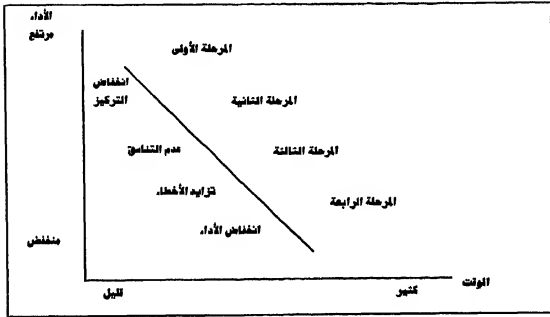 الأداء
مرتفع
المرحلة الأولى
انخفاض
التركيز
المرحلة الثانية
عدم التناسق
المرحلة الثالثة
تزايد الأخطاء
المرحلة الرابعة
انخفاض الأداء
منخفض
الوقت
كثير
قليل